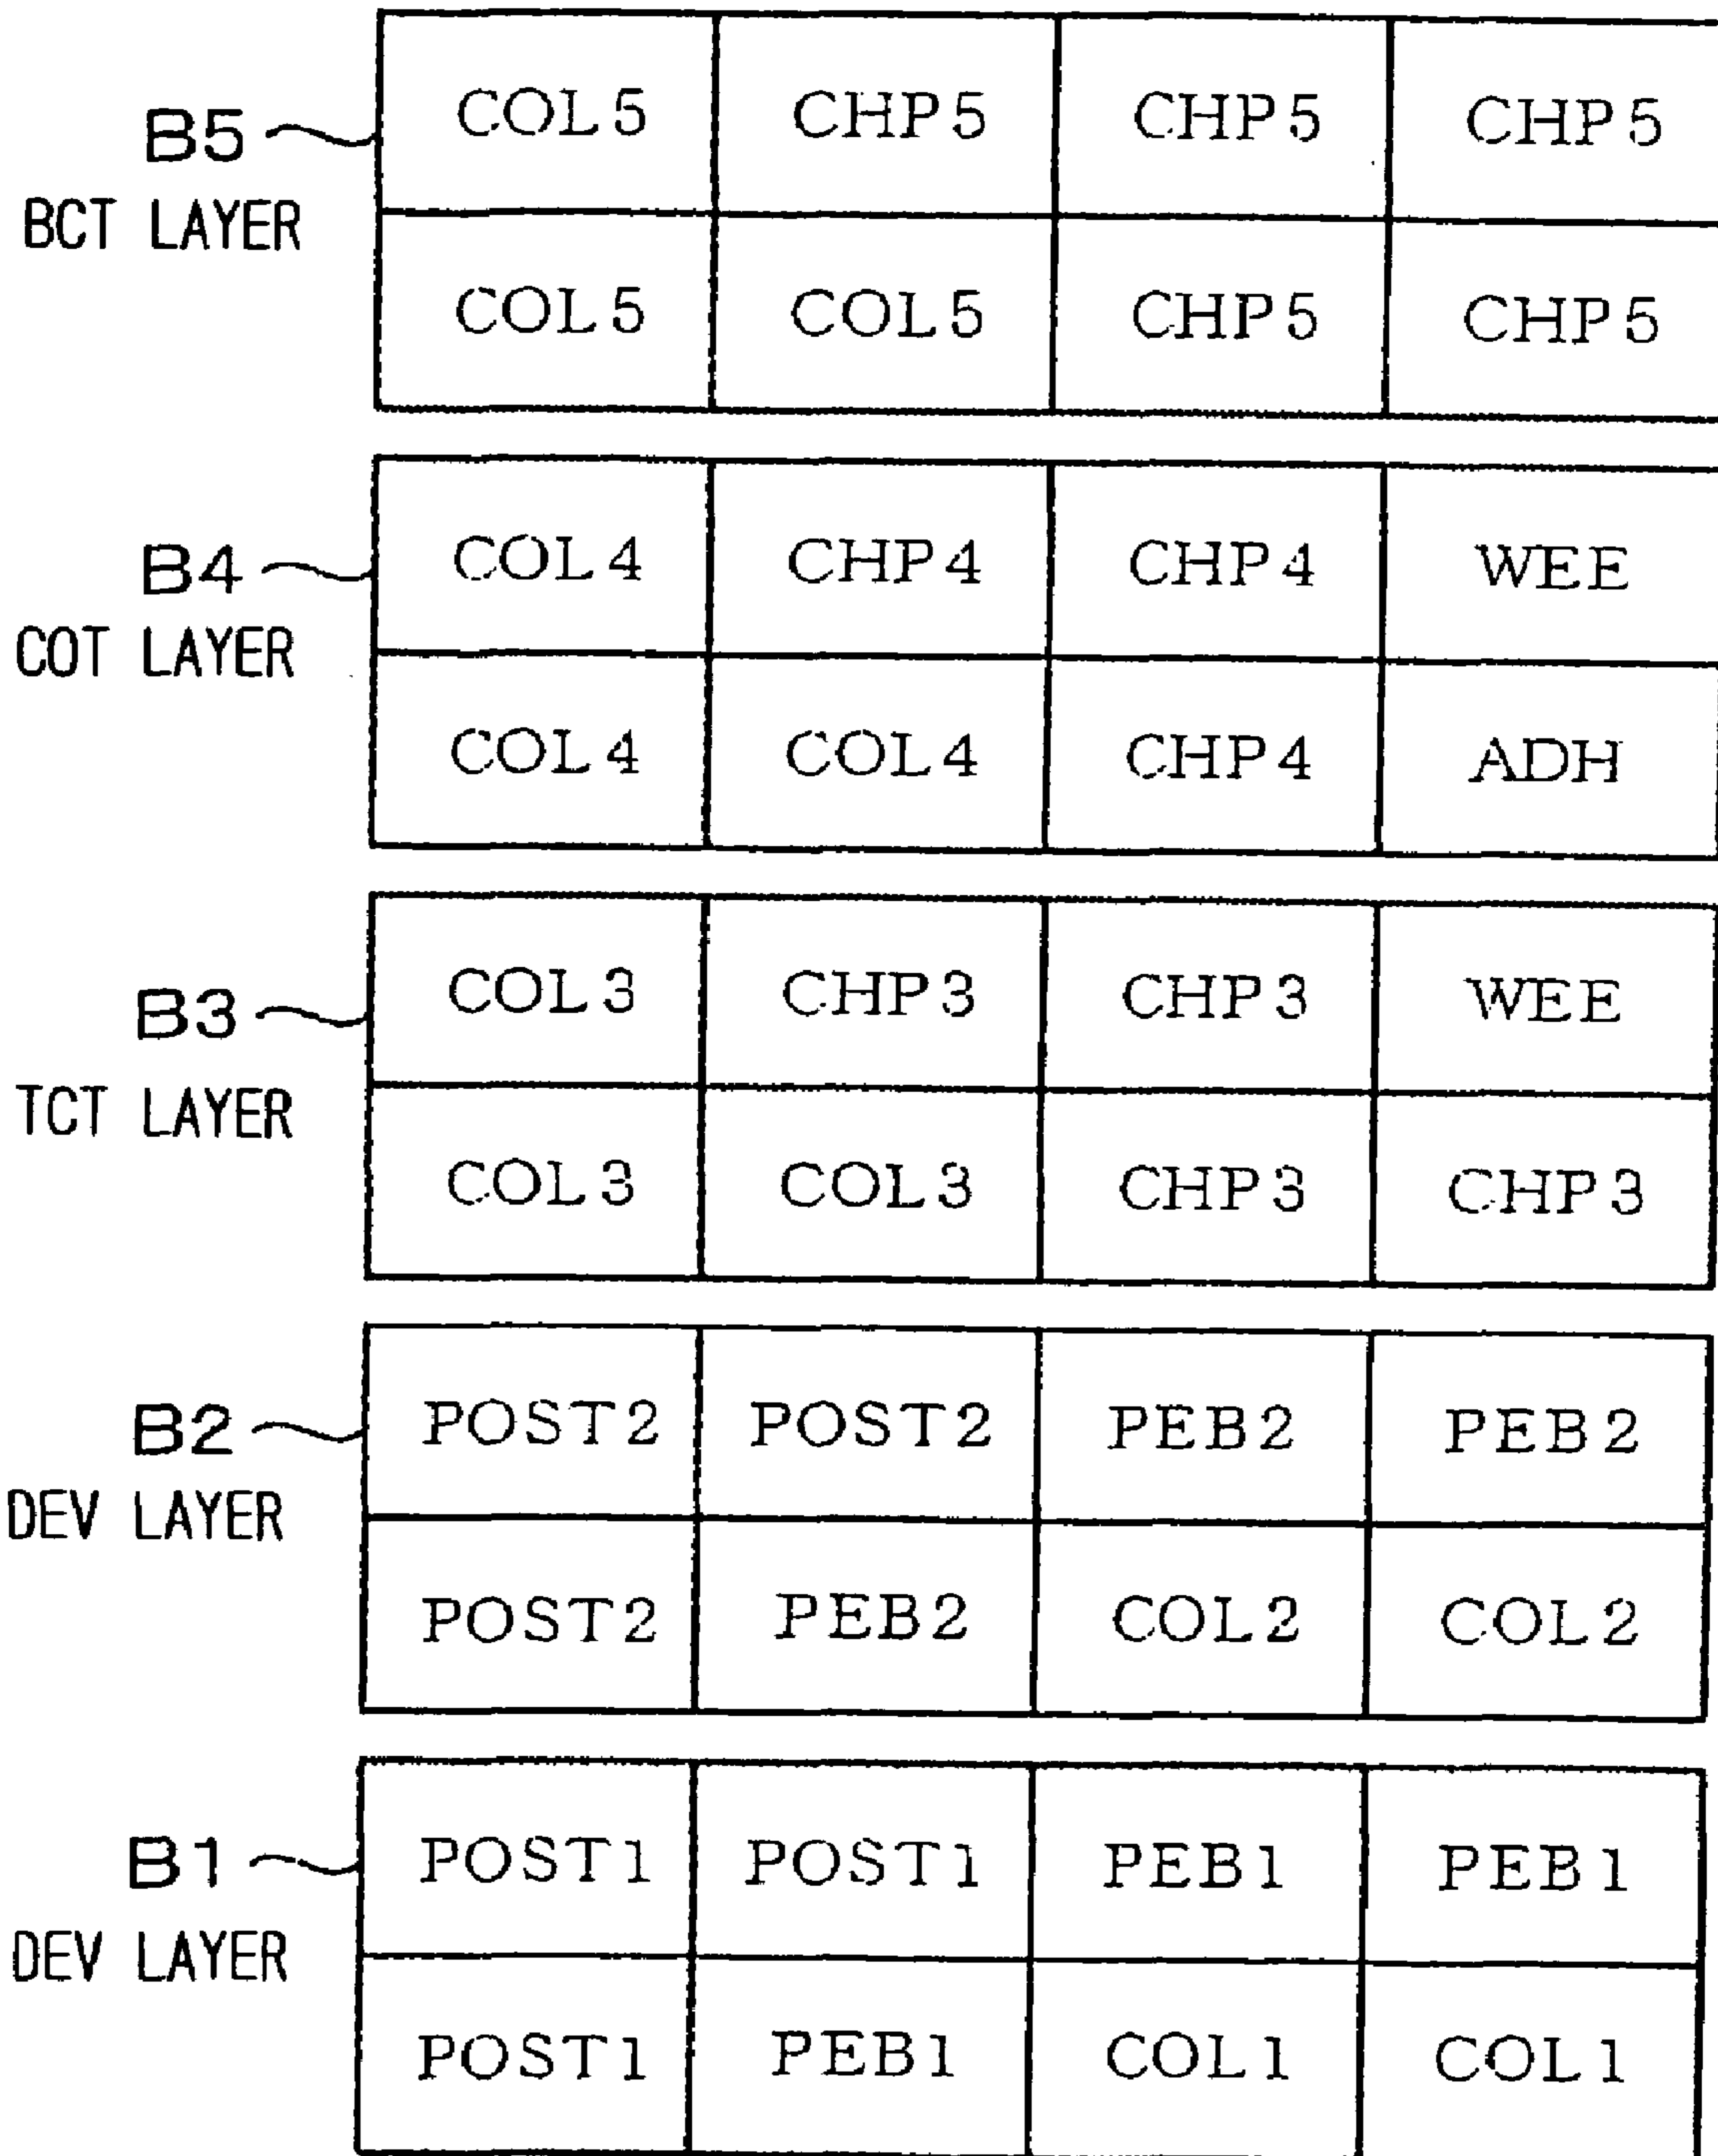 COL5 CHP5 CHP5 CHP5
B5
BCT LAYER
COL5 COL5 CHP5 CHP5
COL4 CHP4 CHP4 WEE
B4
COT LAYER
COL4 COL4 CHP4 ADH
COL3 CHP3 CHP3 WEE
B3
TCT LAYER
COL3 COL3 CHP3 CHP3
POST2 POST2 PEB2 PEB2
B2
DEV LAYER
POST2 PEB2 COL2 COL2
POST1 POST1 PEB1 PEB1
B1
DEV LAYER
POST1 PEB1 COL1 COL1